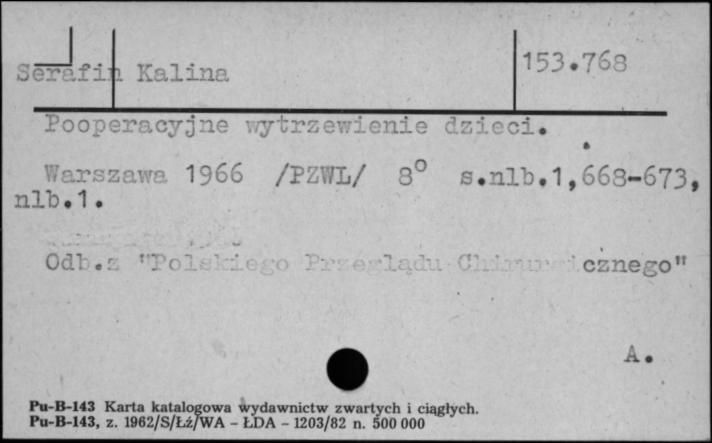 Serafin Kalina 153.768
Pooperacyjne wytrzewienie dzieci.
Warszawa 1966 /PZWL/ 8° s.nlb.1,668-673,
nlb.1.
Odb.z "Polskiego Przeglądu Chirurgicznego"
A.
Pu-B-143 Karta katalogowa wydawnictw zwartych i ciągłych.
Pu-B-143, z. 1962/S/Łź/WA - ŁDA - 1203/82 n. 500 000